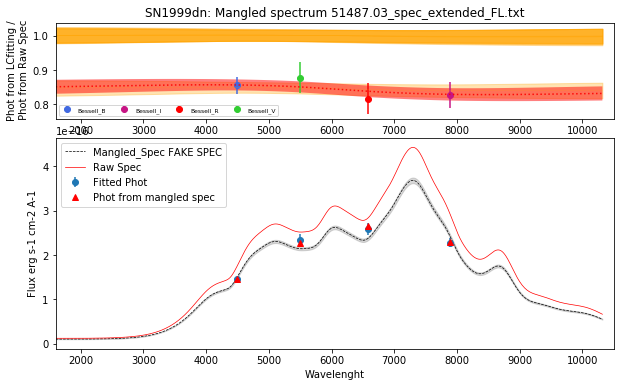 SN1999dn: Mangled spectrum 51487.03_spec_extended_FL.txt
Phot from LCfitting /
Phot from Raw Spec
1.0
0.9
0.8
Bessell_B Bessell_I Bessell_R Bessell_V
2000 3000 4000 5000 6000 7000 8000 9000 10000
1e−16
Mangled_Spec FAKE SPEC
Raw Spec
Fitted Phot
Phot from mangled spec
Flux erg s-1 cm-2 A-1
4
3
2
1
0
2000 3000 4000 5000 6000 7000 8000 9000 10000
Wavelenght